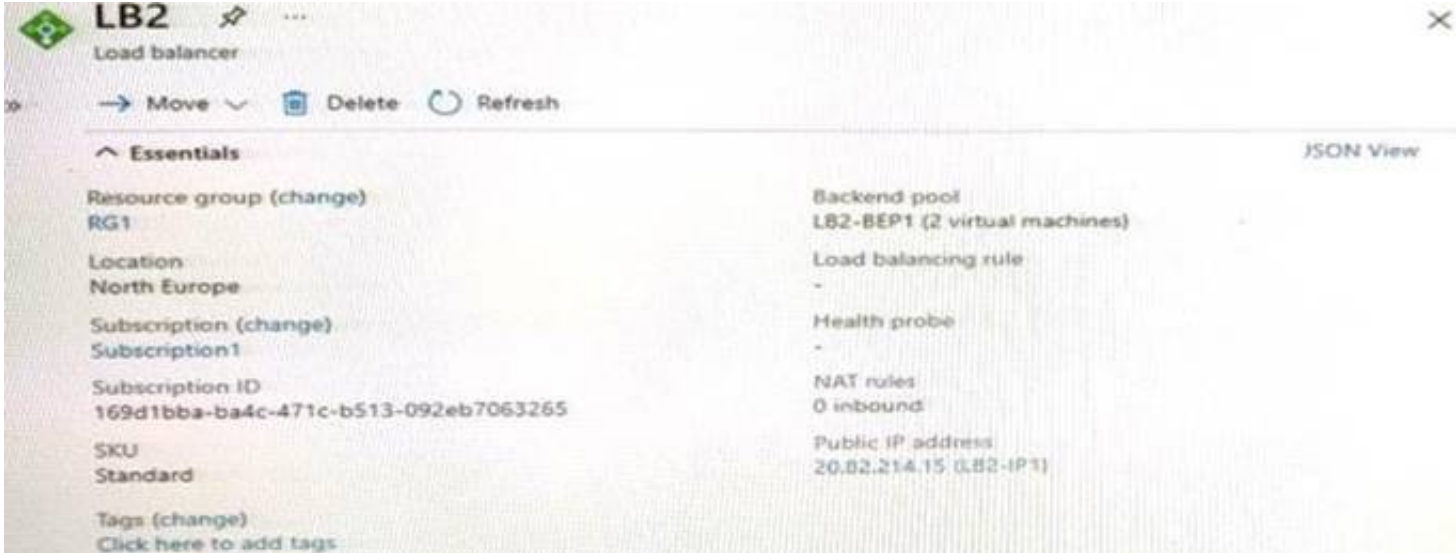 LB2
Load balancer
Move
Delete
Refresh
Essentials
JSON View
Resource group (change)
RG1
Location
North Europe
Subscription (change)
Subscription1
Subscription ID
169d1bba-ba4c-471c-b513-092eb7063265
SKU
Standard
Tags (change)
Click here to add tags
Backend pool
LB2-BEP1 (2 virtual machines)
Load balancing rule
-
Health probe
-
NAT rules
0 inbound
Public IP address
20.82.214.15 (LB2-IP1)